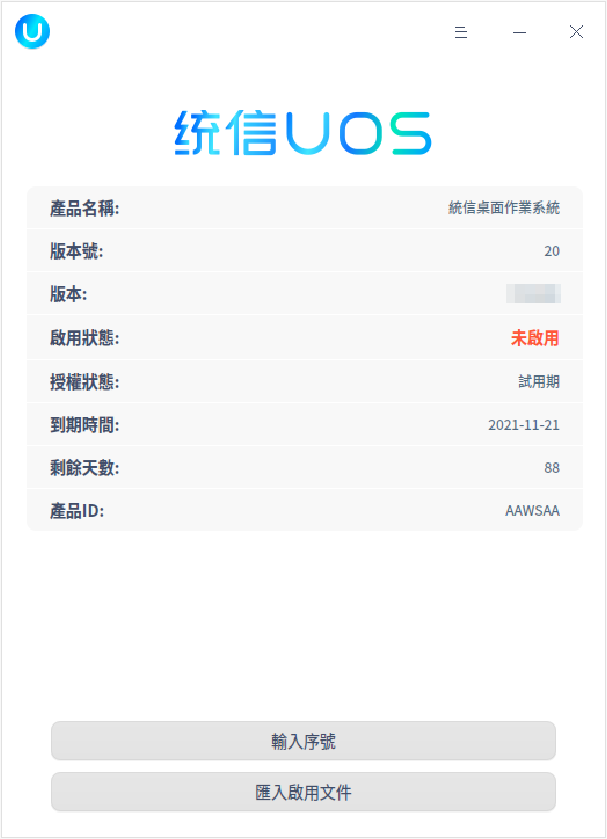 统信UOS
產品名稱: 統信桌面作業系統
版本號: 20
版本:
啟用狀態: 未啟用
授權狀態: 試用期
到期時間: 2021-11-21
剩餘天數: 88
產品ID: AAWSAA
輸入序號
匯入啟用文件